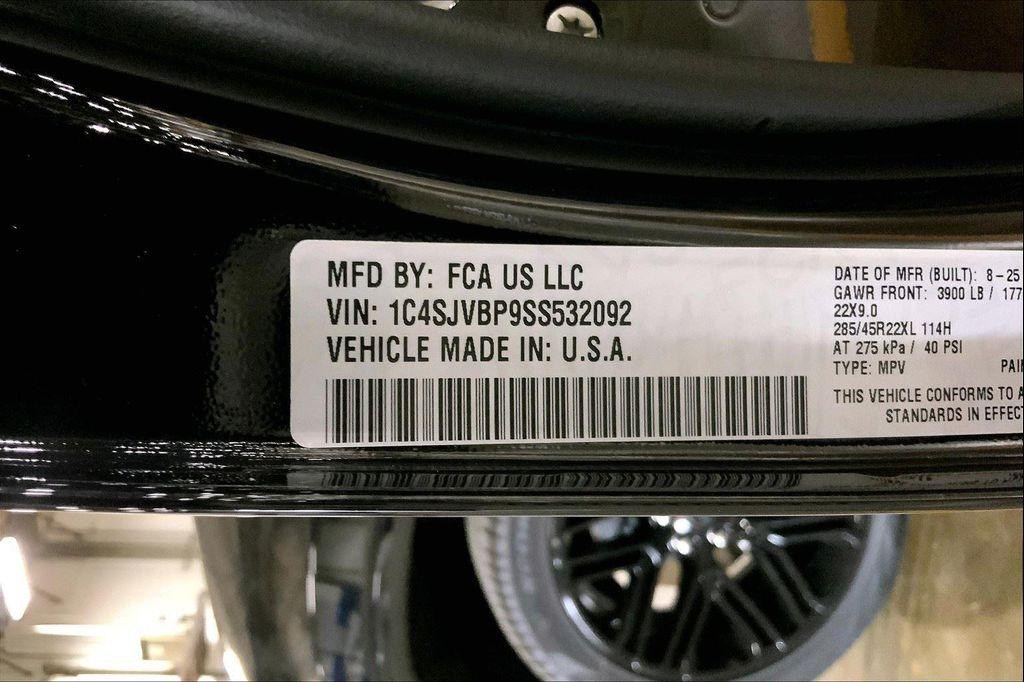 MFD BY: FCA US LLC
VIN: 1C4SJVBP9SS532092
VEHICLE MADE IN: U.S.A.
DATE OF MFR (BUILT): 8-25
GAWR FRONT: 3900 LB / 177
22X9.0
285/45R22XL 114H
AT 275 kPa / 40 PSI
TYPE: MPV PAI
THIS VEHICLE CONFORMS TO A
STANDARDS IN EFFECT